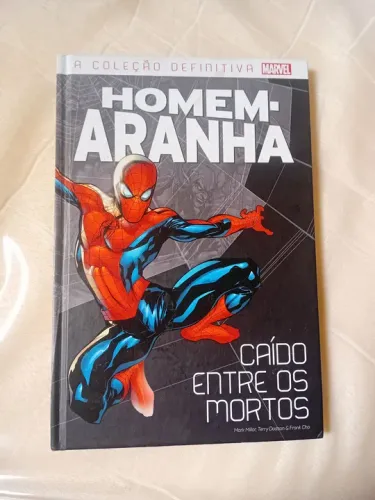 A COLEÇÃO DEFINITIVA MARVEL
HOMEM-
ARANHA
CAÍDO
ENTRE OS
MORTOS
Mark Millar, Terry Dodson & Frank Cho